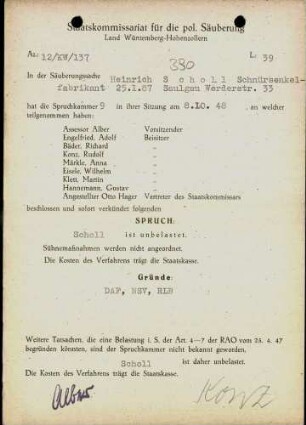 Staatskommissariat für die pol. Säuberung
Land Württemberg-Hohenzollern
Az: 12/KW/137
L: 39
380
In der Säuberungssache Heinrich Scholl Schnürsenkel-
fabrikant 25.1.87 Saulgau Werderstr. 33
hat die Spruchkammer 9 in ihrer Sitzung am 8.10.48 an welcher
teilgenommen haben:
Assessor Alber Vorsitzender
Engelfried, Adolf Beisitzer
Bäder, Richard
Konz, Rudolf
Märkle, Anna
Eisele, Wilhelm
Klett, Martin
Hannemann, Gustav
Angestellter Otto Hager Vertreter des Staatskommissars
beschlossen und sofort verkündet folgenden
SPRUCH:
Scholl ist unbelastet.
Sühnemaßnahmen werden nicht angeordnet.
Die Kosten des Verfahrens trägt die Staatskasse.
Gründe:
DAF, NSV, RLB
Weitere Tatsachen, die eine Belastung i. S. der Art 4–7 der RAO vom 25. 4. 47
begründen könnten, sind der Spruchkammer nicht bekannt geworden.
Scholl ist daher unbelastet.
Die Kosten des Verfahrens trägt die Staatskasse.
Alber Konz